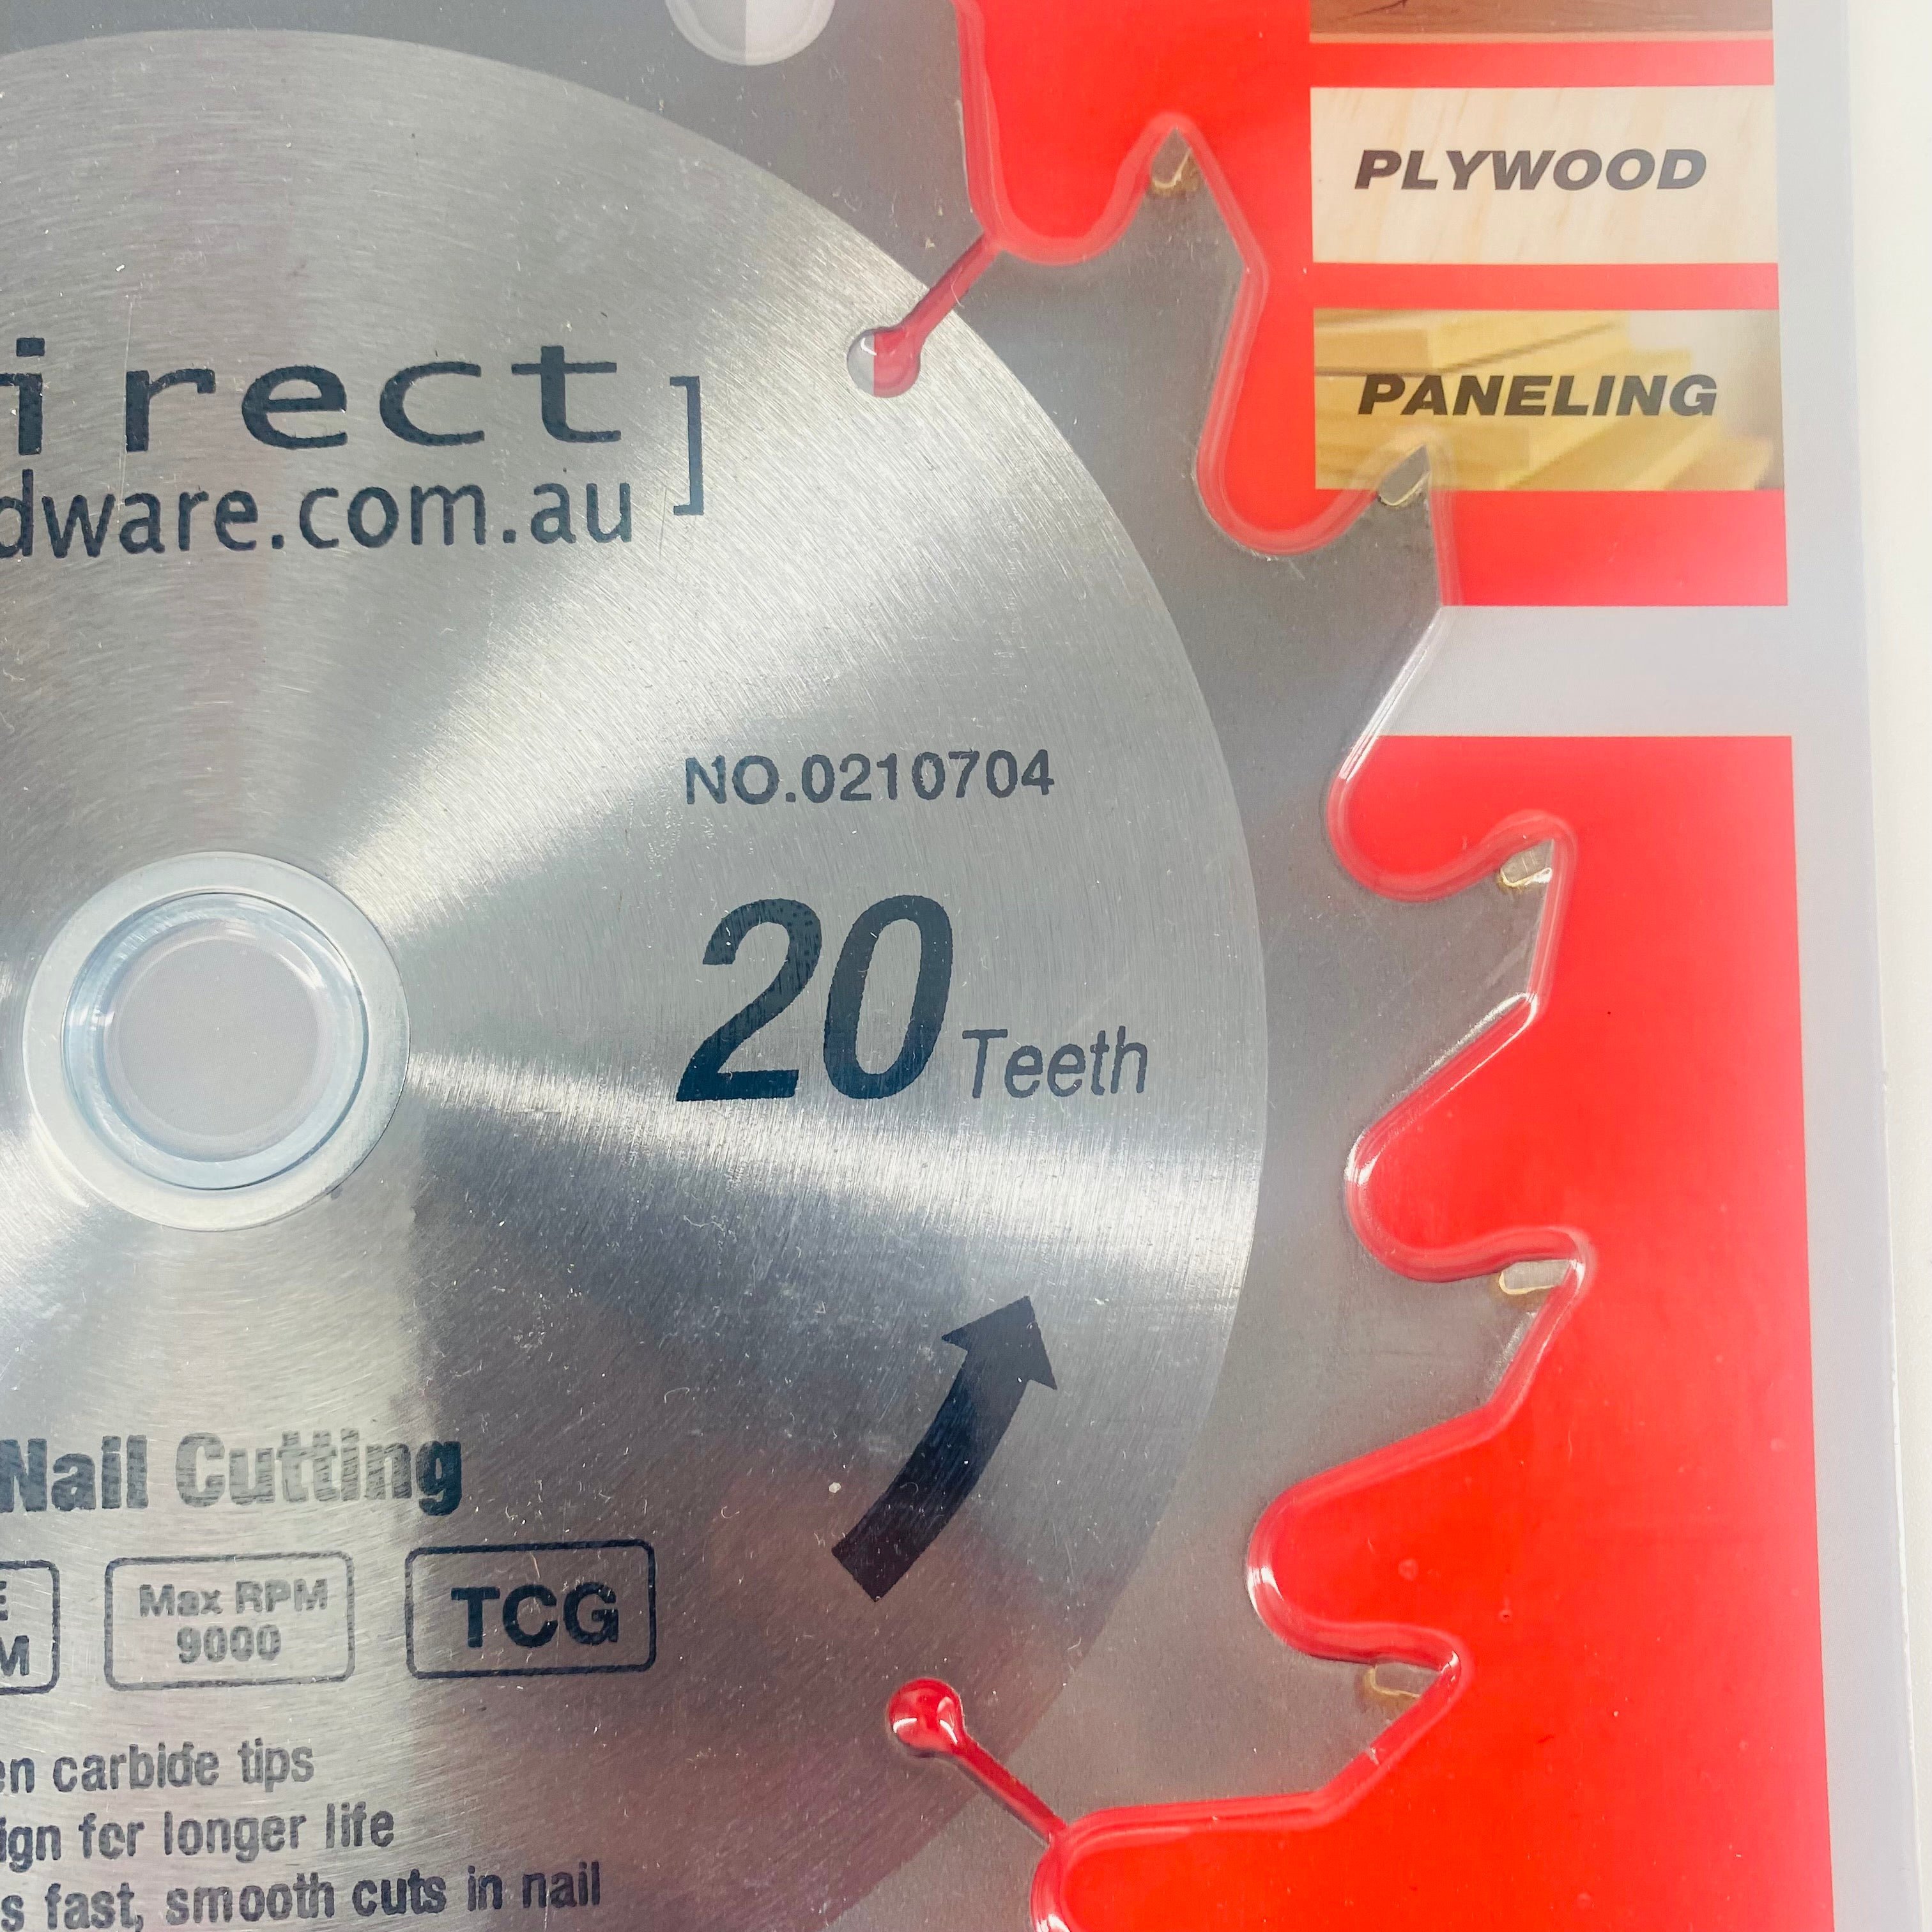 PLYWOOD
PANELING
irect]
dware.com.au
NO.0210704
20 Teeth
Nail Cutting
E
M
Max RPM
9000
TCG
en carbide tips
ign for longer life
s fast, smooth cuts in nail